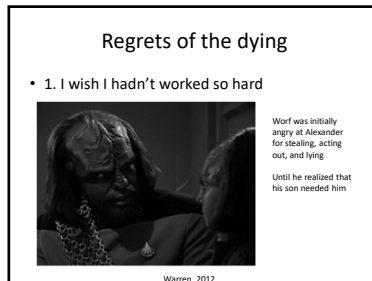 Regrets of the dying
• 1. I wish I hadn't worked so hard
Worf was initially
angry at Alexander
for stealing, acting
out, and lying
Until he realized that
his son needed him
Warren, 2012